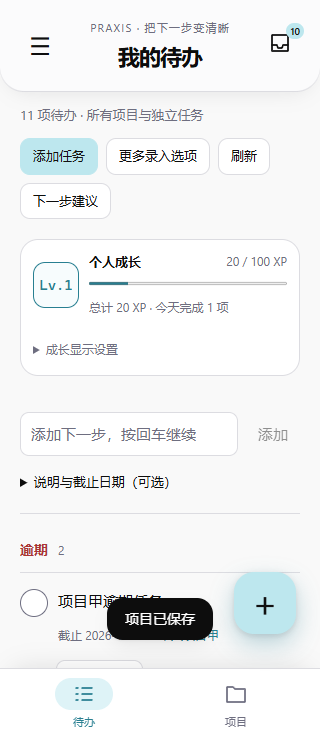 PRAXIS · 把下一步变清晰
我的待办
10
11 项待办 · 所有项目与独立任务
添加任务
更多录入选项
刷新
下一步建议
Lv.1
个人成长
20 / 100 XP
总计 20 XP · 今天完成 1 项
成长显示设置
添加下一步，按回车继续
添加
说明与截止日期（可选）
逾期 2
项目甲逾期任务
截止 2026
项目已保存
待办
项目